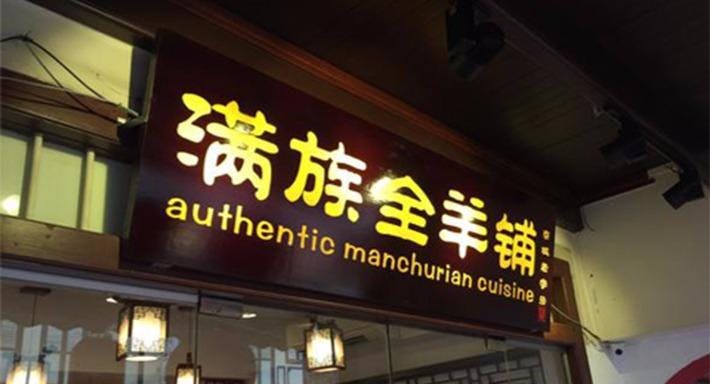 满族全羊铺
authentic manchurian cuisine